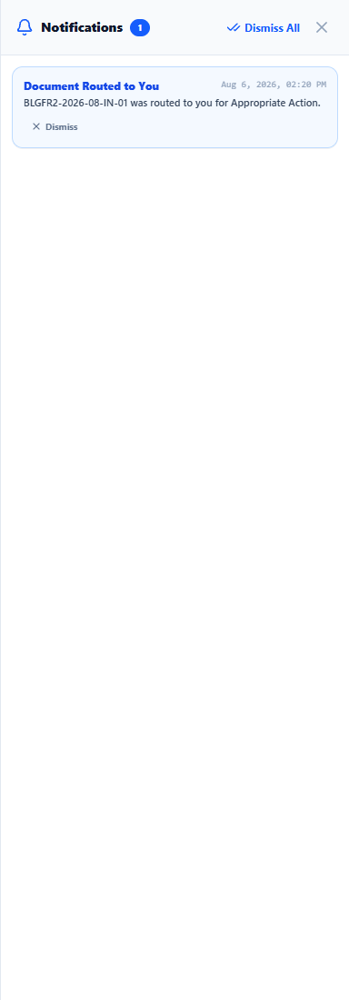 Notifications 1 Dismiss All
Document Routed to You Aug 6, 2026, 02:20 PM
BLGFR2-2026-08-IN-01 was routed to you for Appropriate Action.
Dismiss